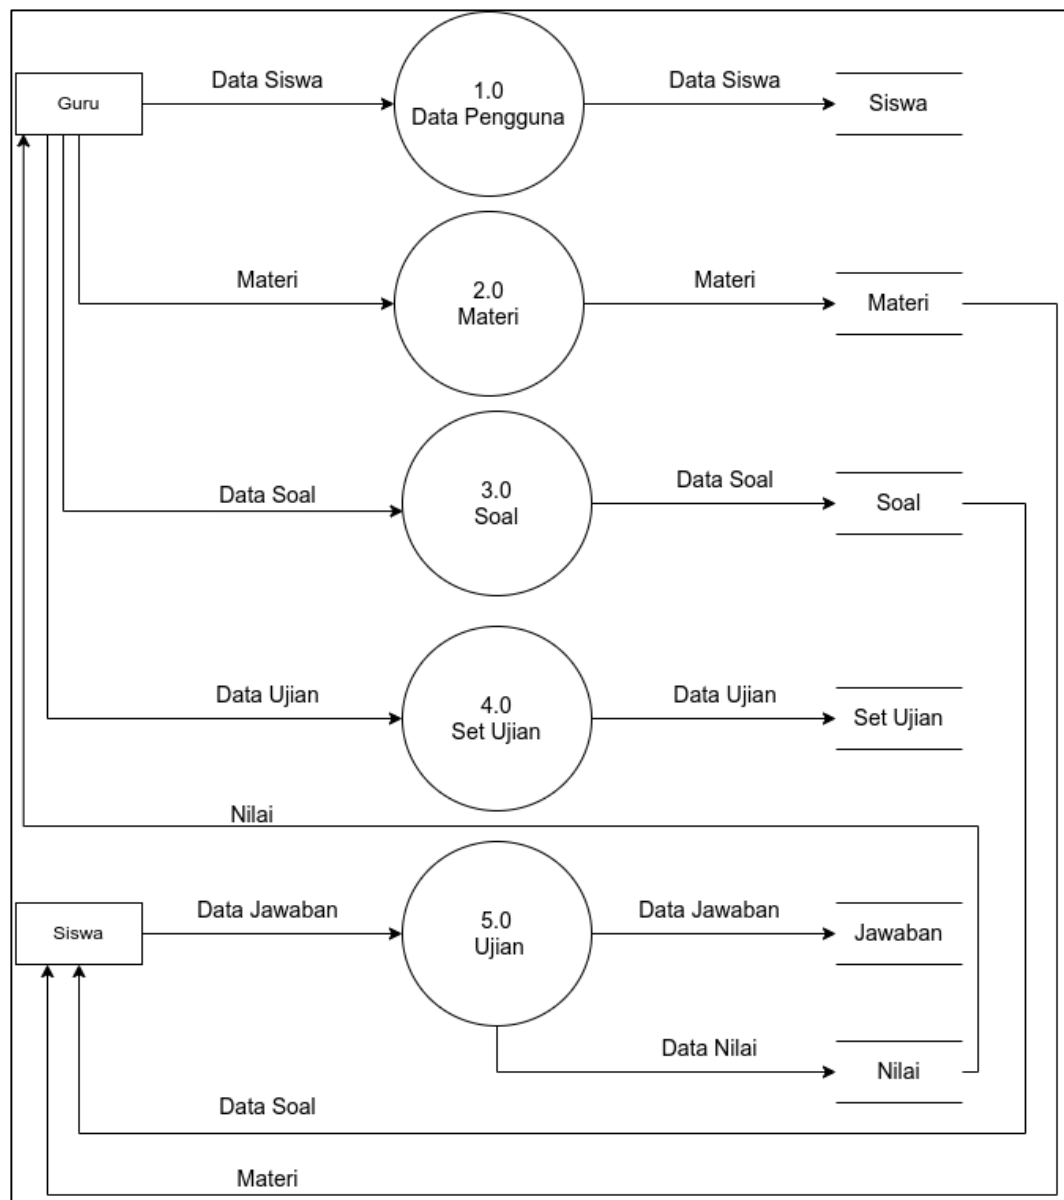 Data Siswa
Data Siswa
Guru
1.0
Data Pengguna
Siswa
Materi
2.0
Materi
Materi
Materi
Data Soal
3.0
Soal
Data Soal
Soal
Data Ujian
4.0
Set Ujian
Data Ujian
Set Ujian
Nilai
Siswa
Data Jawaban
5.0
Ujian
Data Jawaban
Jawaban
Data Nilai
Nilai
Data Soal
Materi